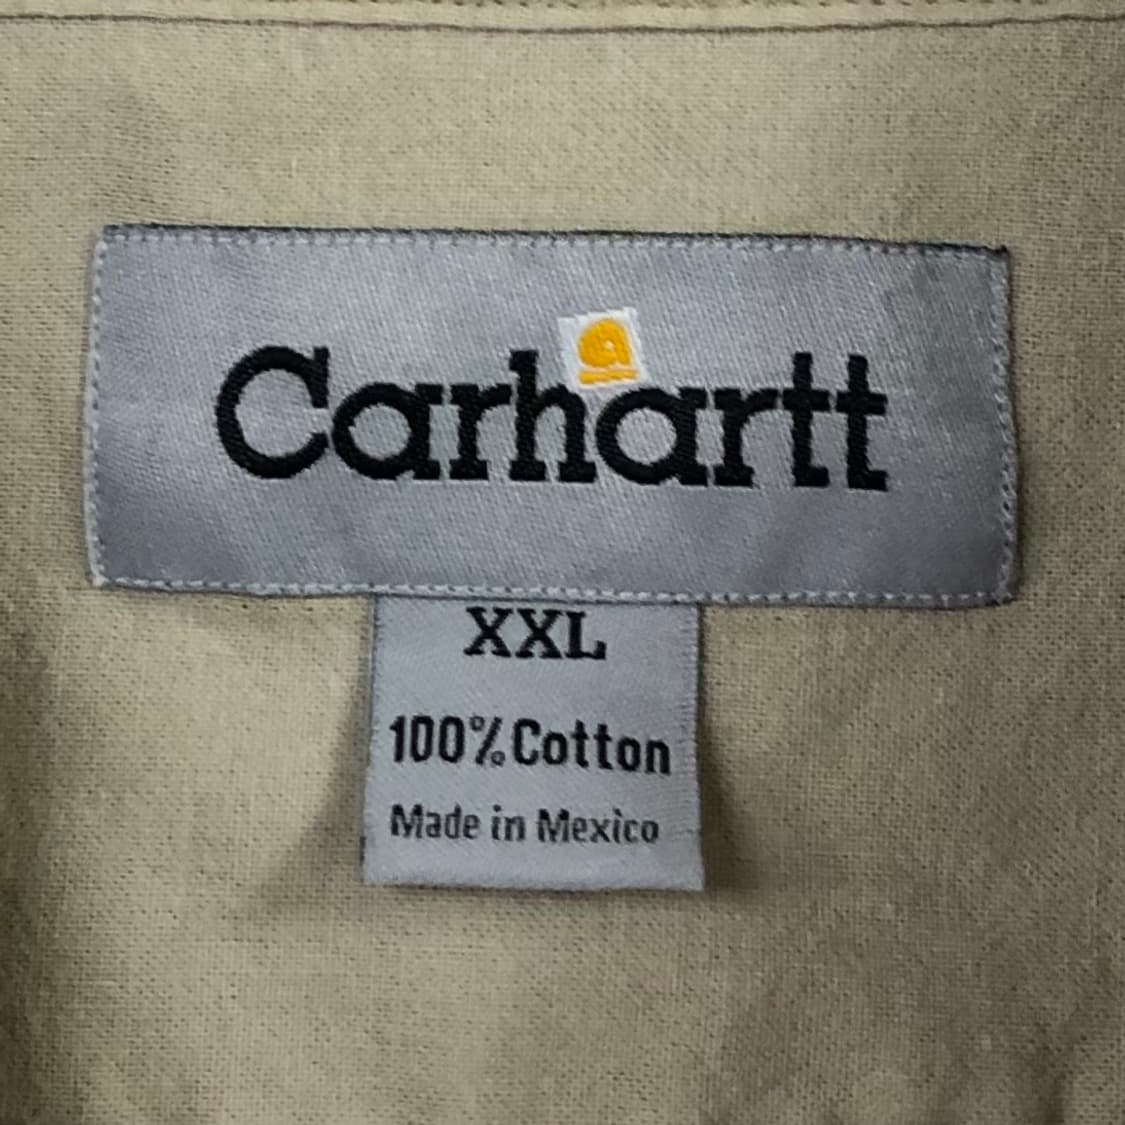 Carhartt
XXL
100% Cotton
Made in Mexico